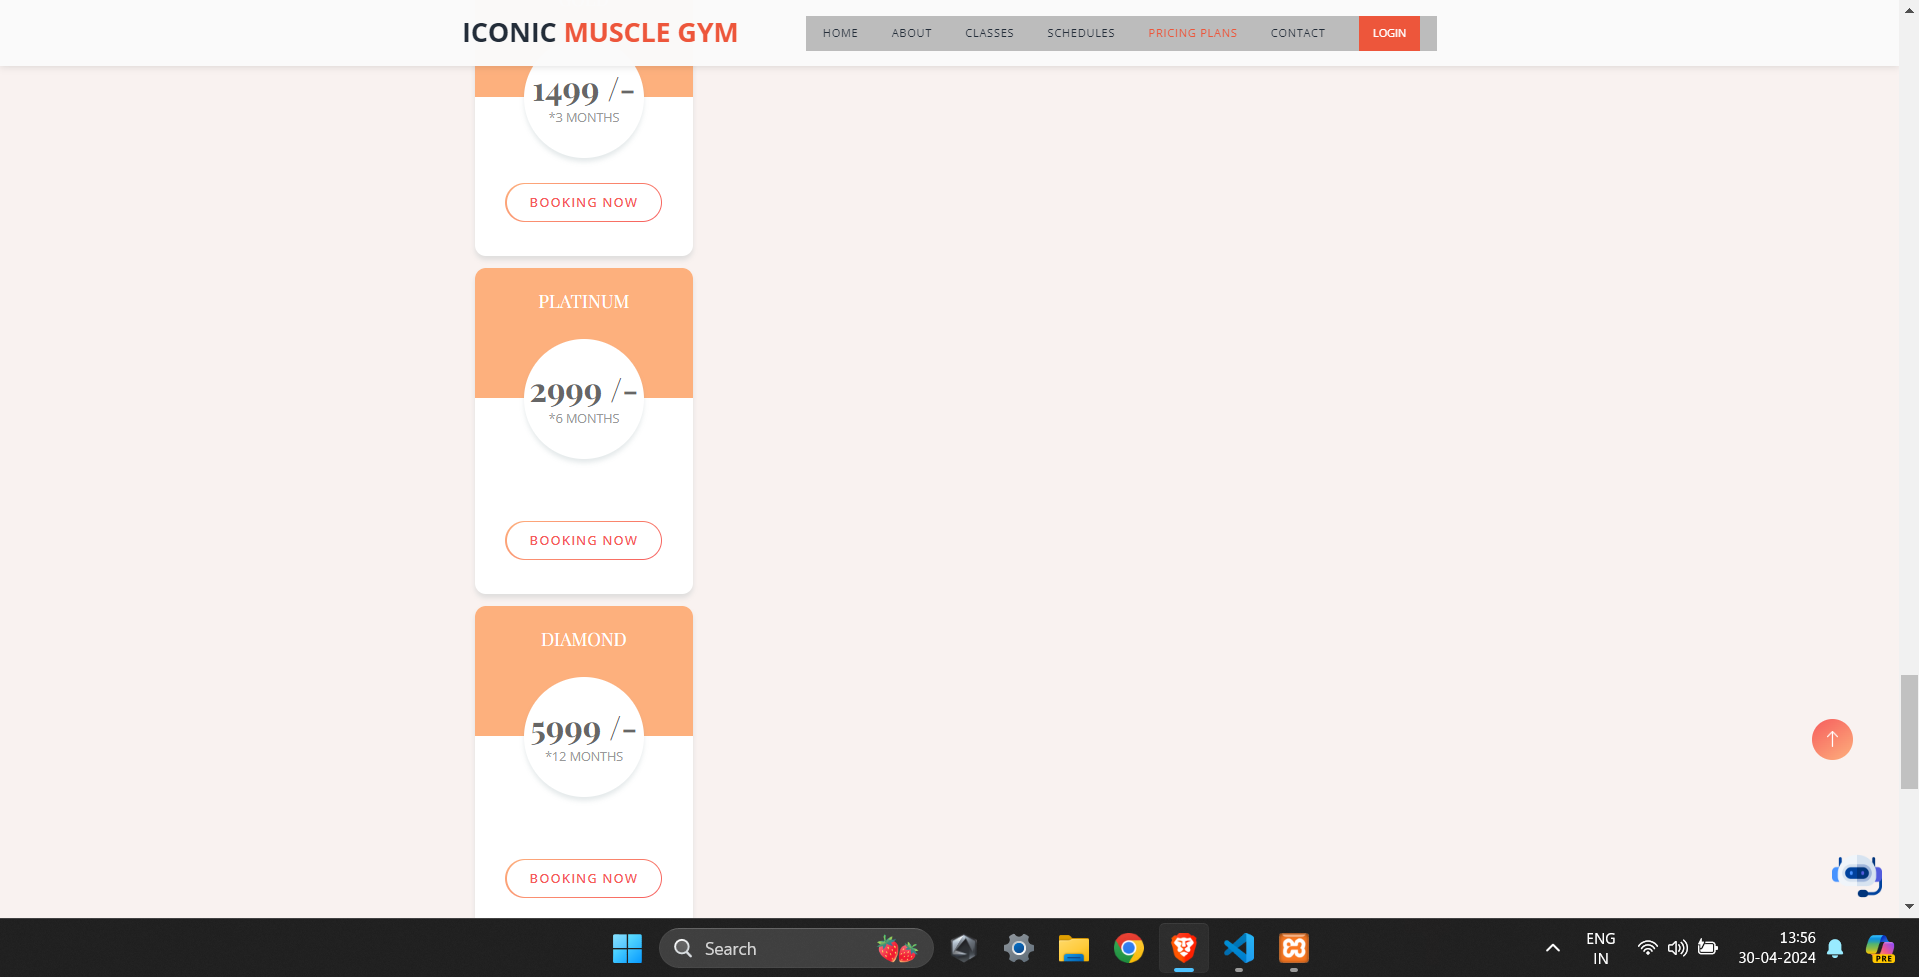 ICONIC MUSCLE GYM
HOME ABOUT CLASSES SCHEDULES PRICING PLANS CONTACT LOGIN
1499 /-
*3 MONTHS
BOOKING NOW
PLATINUM
2999 /-
*6 MONTHS
BOOKING NOW
DIAMOND
5999 /-
*12 MONTHS
BOOKING NOW
Search
ENG
IN
13:56
30-04-2024
PRE